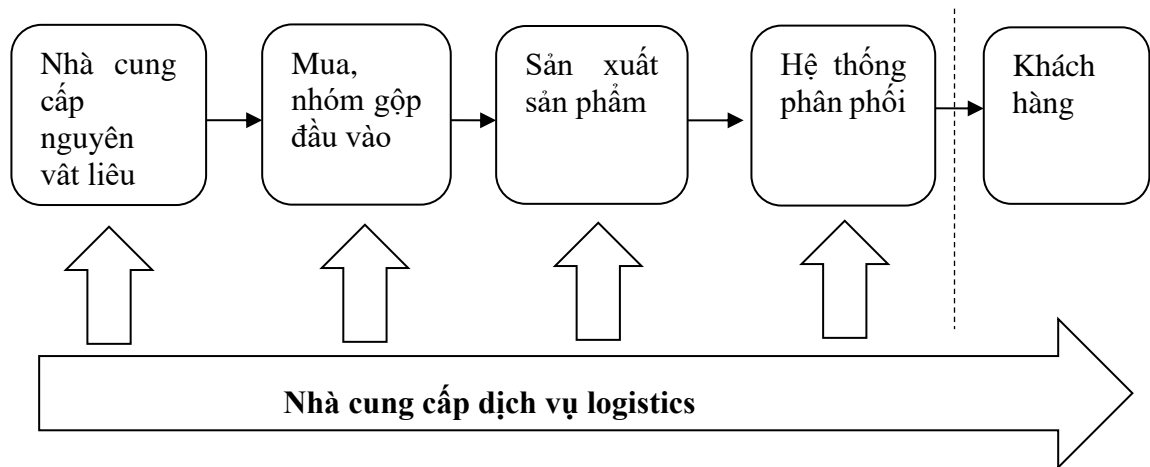 Nhà cung
cấp
nguyên
vât liêu
Mua,
nhóm gộp
đầu vào
Sản xuất
sản phẩm
Hệ thống
phân phối
Khách
hàng
Nhà cung cấp dịch vụ logistics